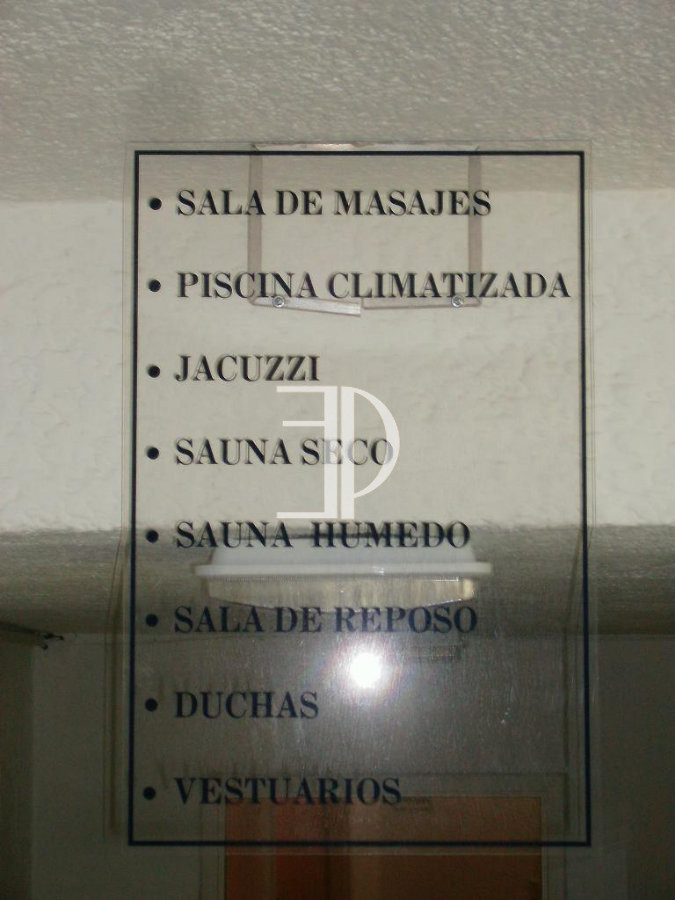 • SALA DE MASAJES
• PISCINA CLIMATIZADA
• JACUZZI
• SAUNA SECO
• SAUNA HUMEDO
• SALA DE REPOSO
• DUCHAS
• VESTUARIOS